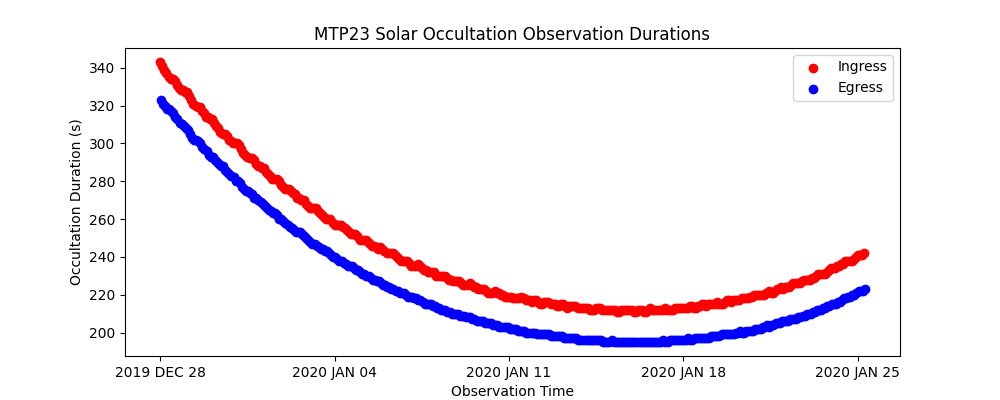 MTP23 Solar Occultation Observation Durations
Ingress
Egress
Occultation Duration (s)
340
320
300
280
260
240
220
200
2019 DEC 28
2020 JAN 04
2020 JAN 11
2020 JAN 18
2020 JAN 25
Observation Time